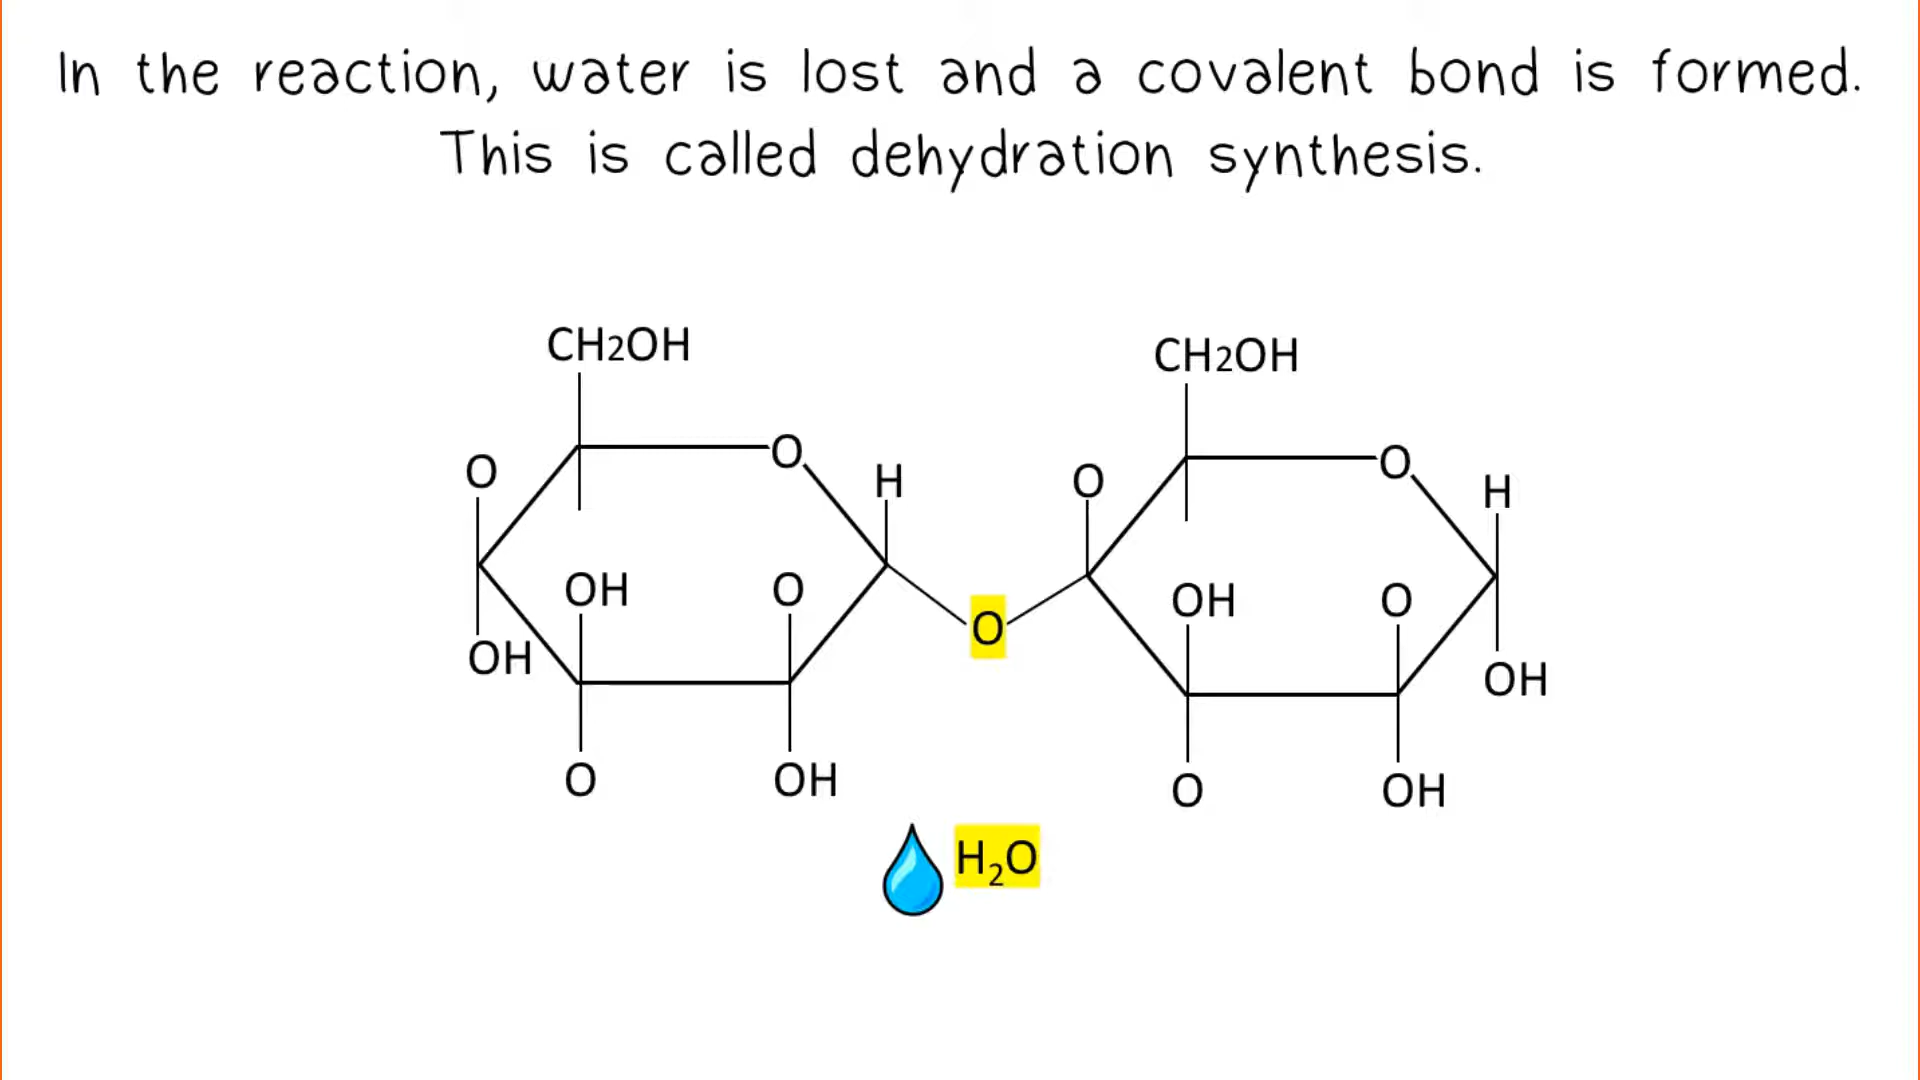 In the reaction, water is lost and a covalent bond is formed.
This is called dehydration synthesis.
CH2OH
CH2OH
O
O
H
O
O
O
H
OH
O
O
OH
O
OH
OH
O
OH
O
OH
H₂O